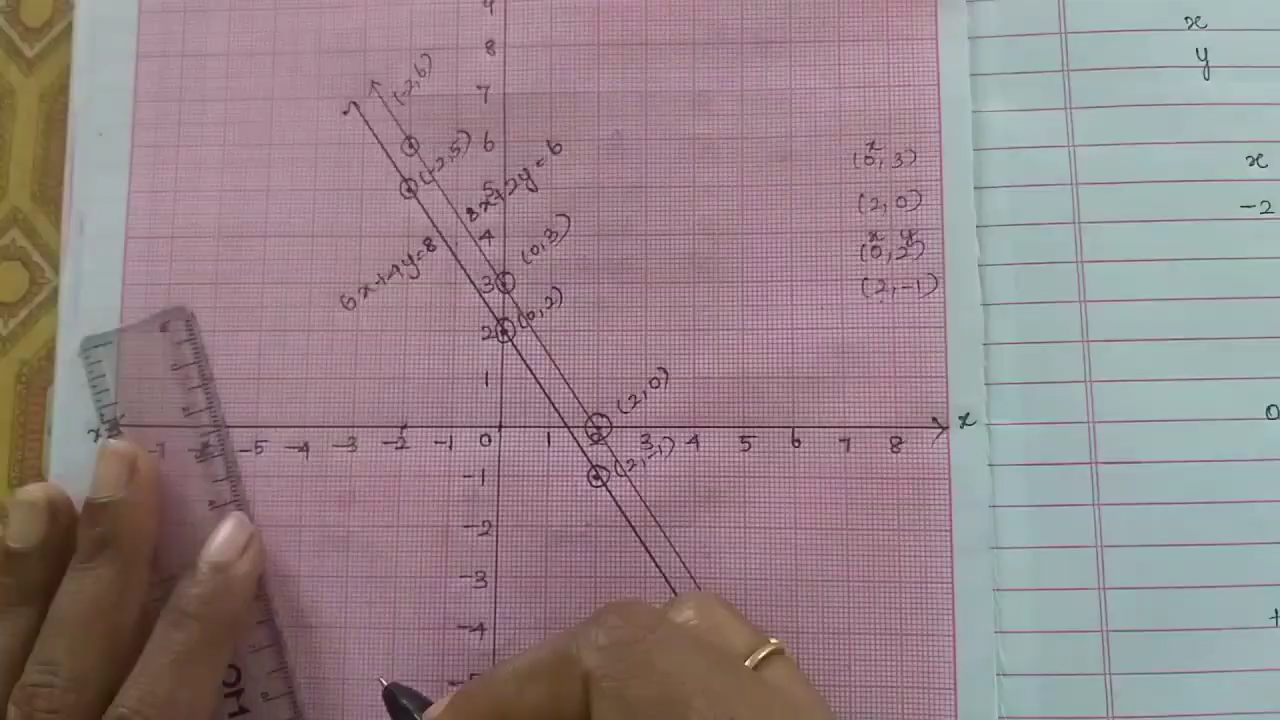 x
y
9
8
(-2,6)
7
(-2,5)
6
3x+2y=6
5
x
(0,3)
x
-2
(2,0)
4
(0,3)
x y
(0,2)
6x+4y=8
(2,-1)
3
(0,2)
2
1
(2,0)
x
-7 -5 -4 -3 -2 -1 0 1 2 3 4 5 6 7 8 x
0
(2,-1)
-1
-2
-3
-4
+